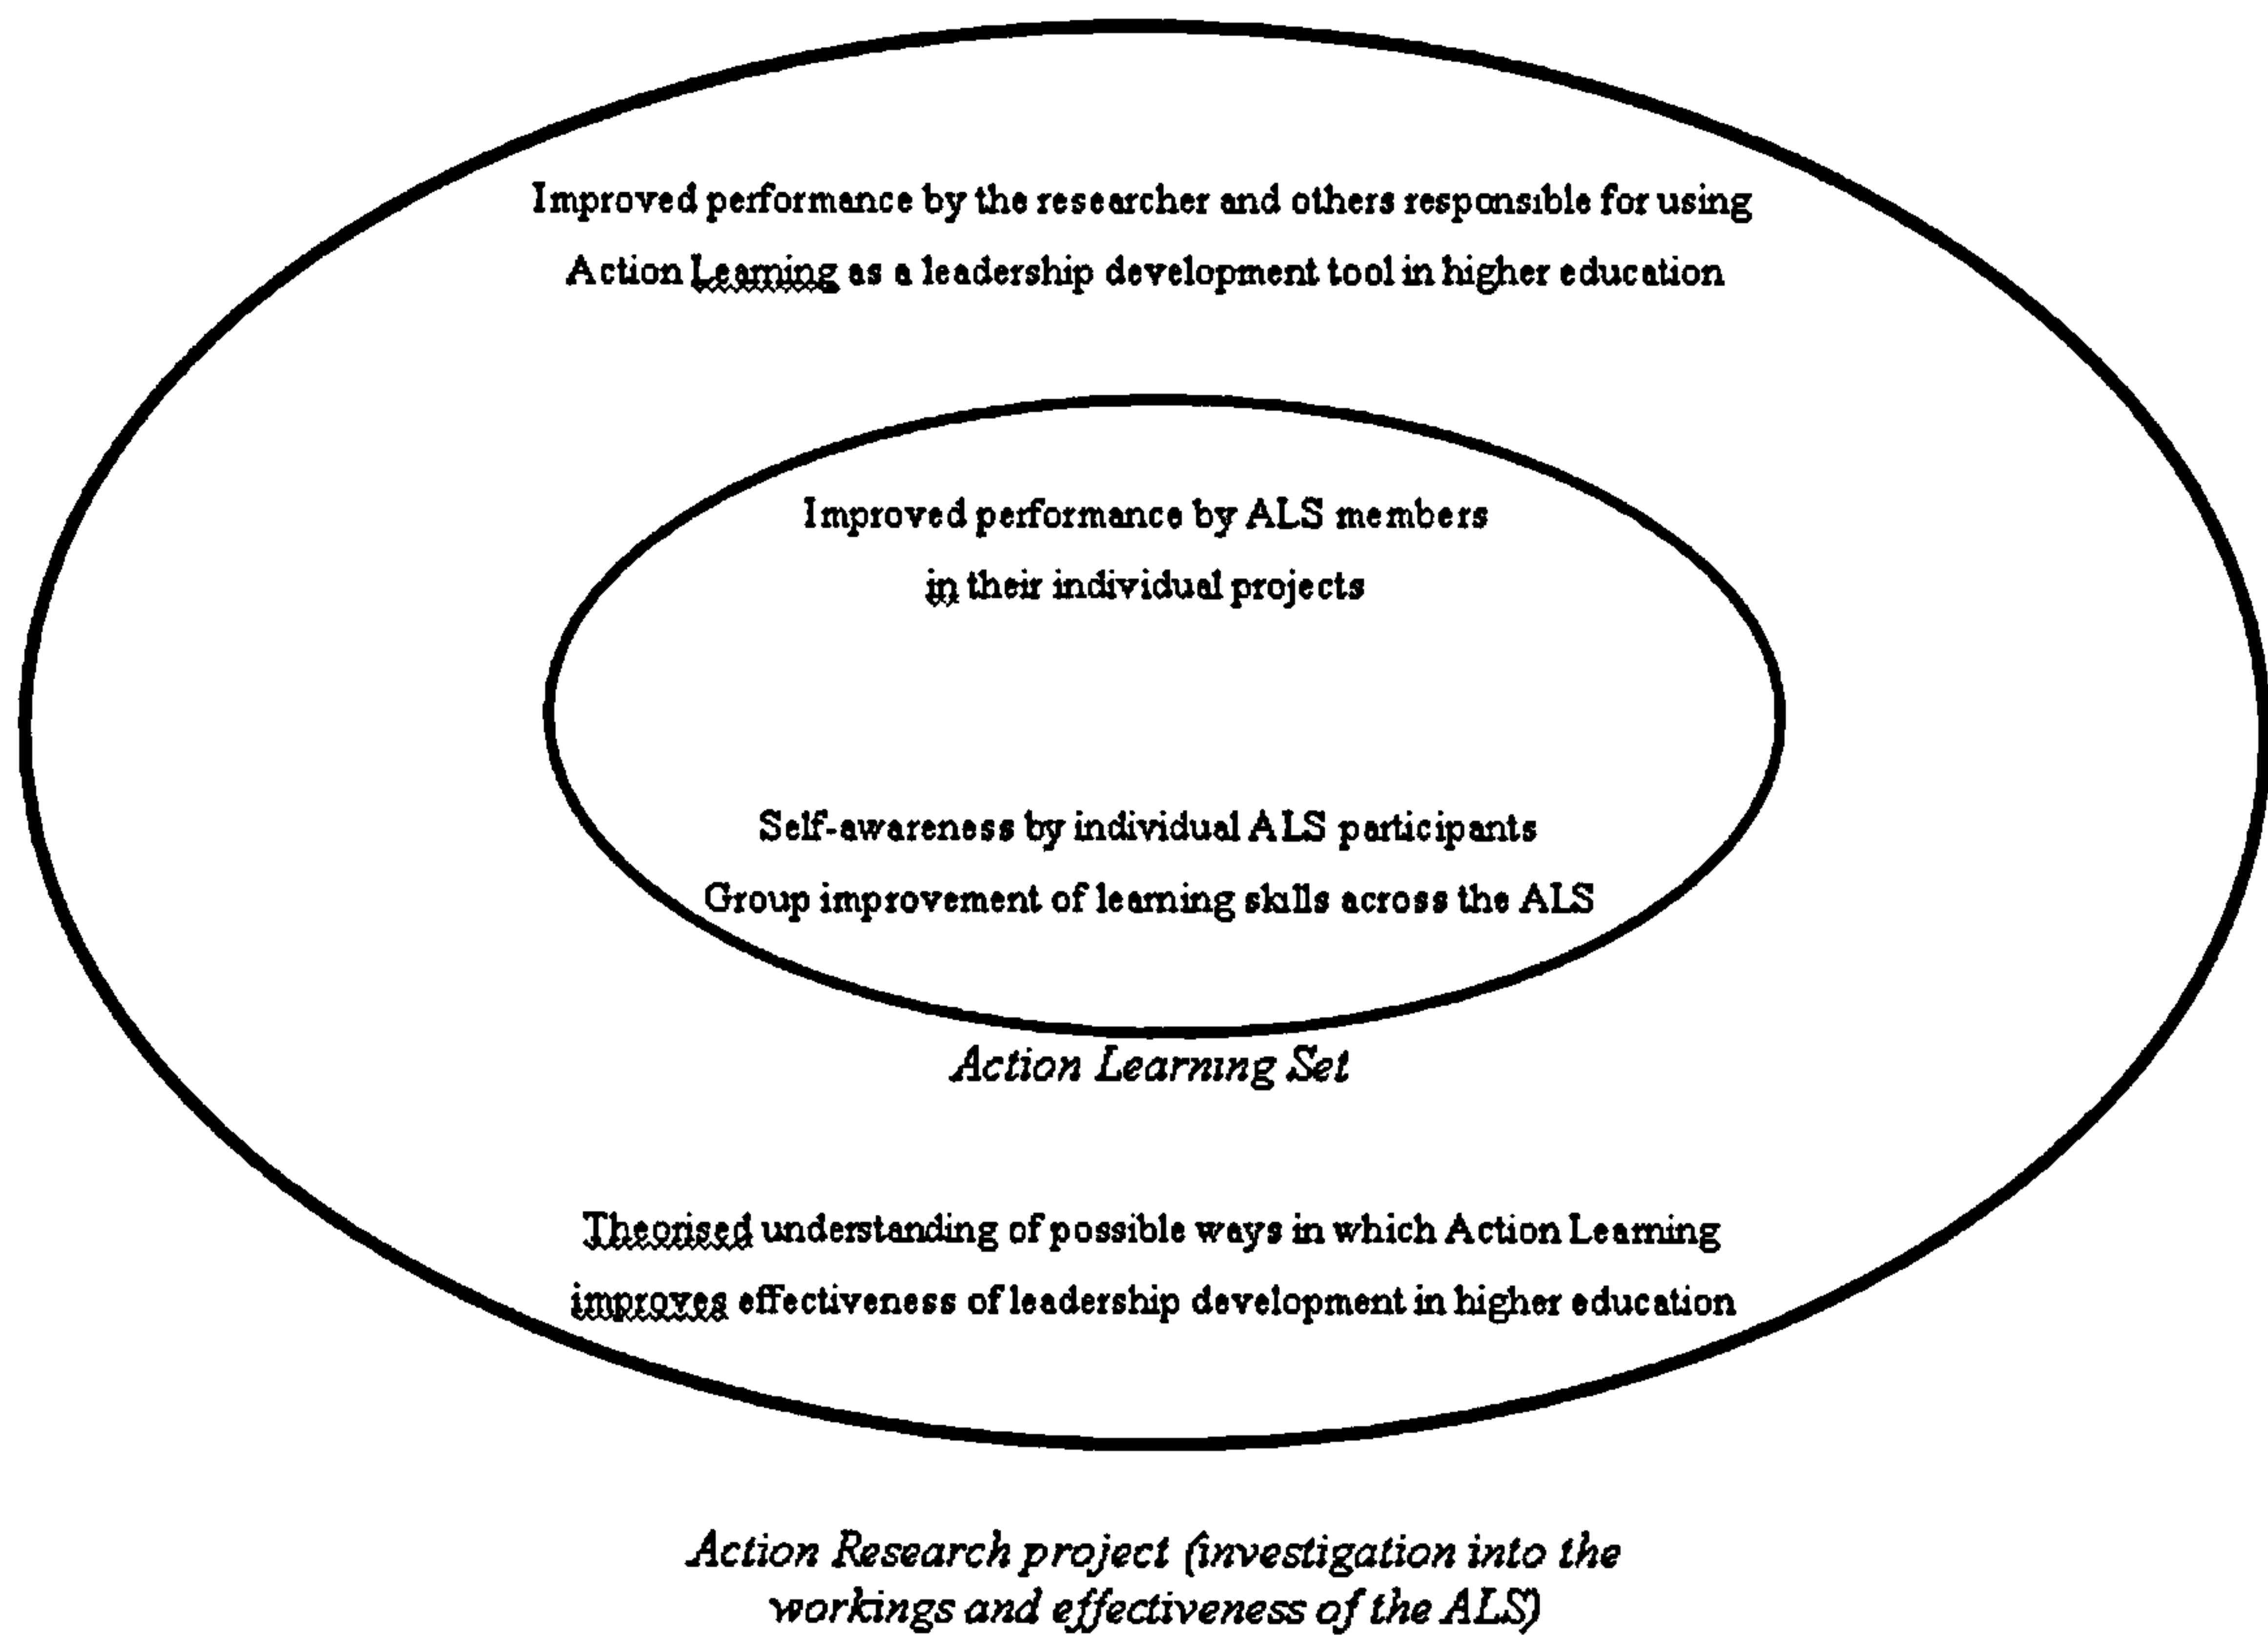 Improved performance by the researcher and others responsible for using
Action Learning as a leadership development tool in higher education
Improved performance by ALS members
in their individual projects
Self-awareness by individual ALS participants
Group improvement of learning skills across the ALS
Action Learning Set
Theorised understanding of possible ways in which Action Learning
improves effectiveness of leadership development in higher education
Action Research project (investigation into the
workings and effectiveness of the ALS)